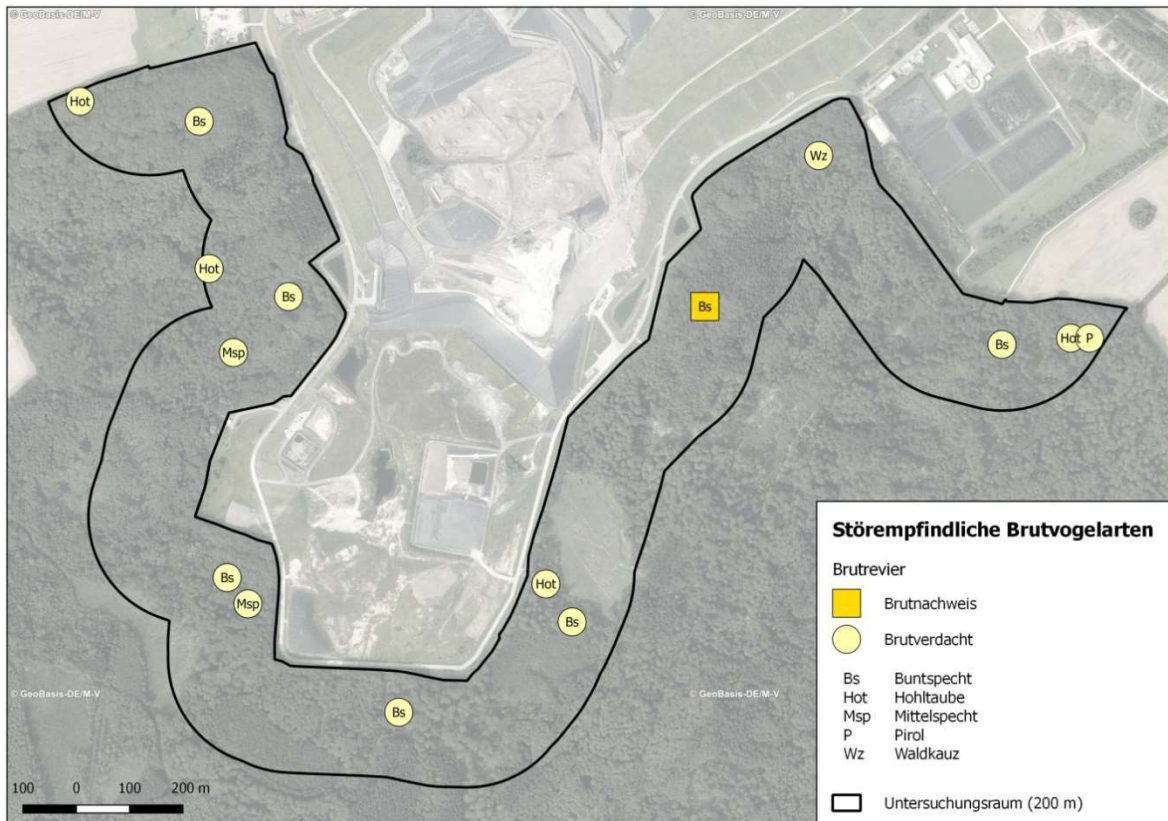 © GeoBasis-DE/M-V
© GeoBasis-DE/M-V
Hot
Bs
Wz
Hot
Bs
Bs
Msp
Bs
Hot
P
Bs
Msp
Hot
Bs
Bs
© GeoBasis-DE/M-V
© GeoBasis-DE/M-V
100 0 100 200 m
Störempfindliche Brutvogelarten
Brutrevier
Brutnachweis
Brutverdacht
Bs Buntspecht
Hot Hohltaube
Msp Mittelspecht
P Pirol
Wz Waldkauz
Untersuchungsraum (200 m)